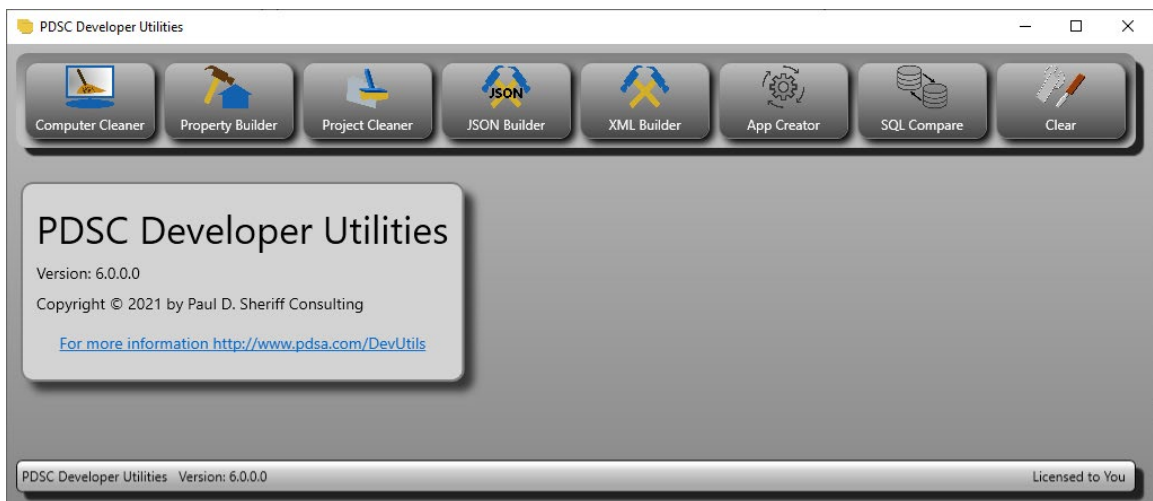 PDSC Developer Utilities
Computer Cleaner Property Builder Project Cleaner JSON JSON Builder XML Builder App Creator SQL Compare Clear
PDSC Developer Utilities
Version: 6.0.0.0
Copyright © 2021 by Paul D. Sheriff Consulting
For more information http://www.pdsa.com/DevUtils
PDSC Developer Utilities Version: 6.0.0.0 Licensed to You